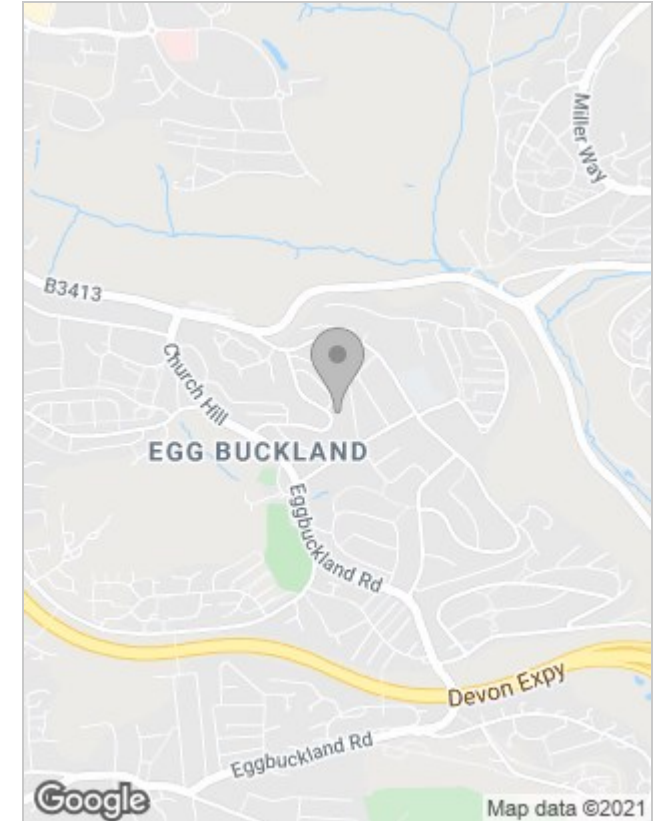 Miller Way
B3413
Church Hill
EGG BUCKLAND
Eggbuckland Rd
Devon Expy
Eggbuckland Rd
Google
Map data ©2021